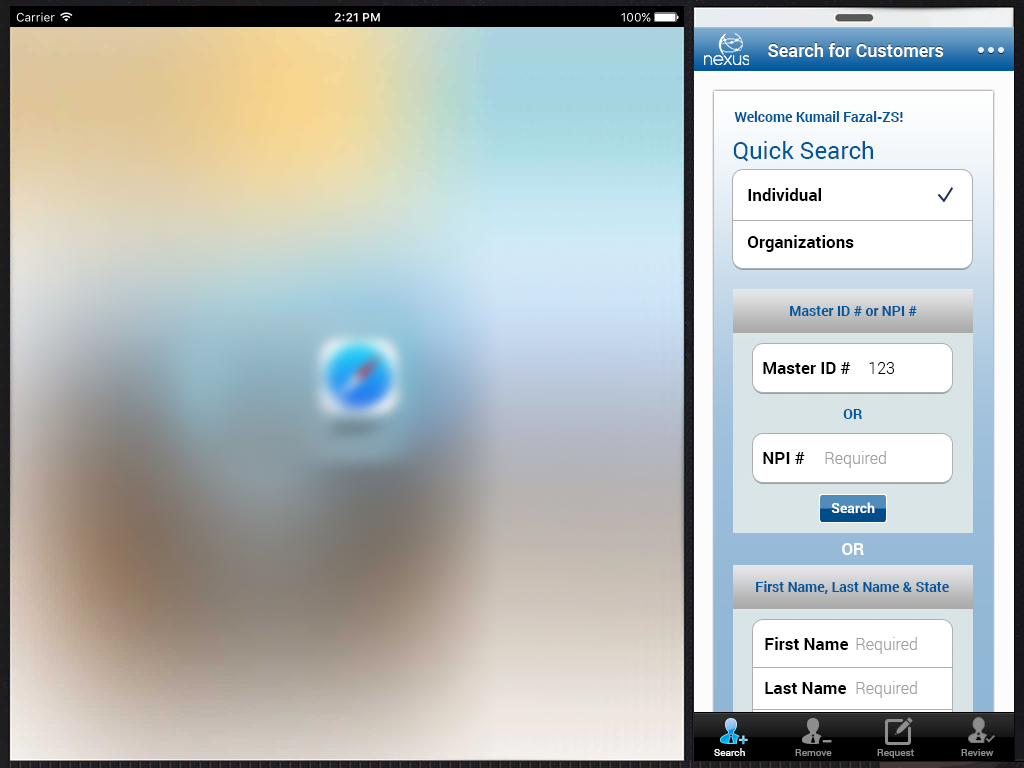 Carrier
2:21 PM
100%
nexus
Search for Customers
Welcome Kumail Fazal-ZS!
Quick Search
Individual
Organizations
Master ID # or NPI #
Master ID # 123
OR
NPI # Required
Search
OR
First Name, Last Name & State
First Name Required
Last Name Required
Search
Remove
Request
Review